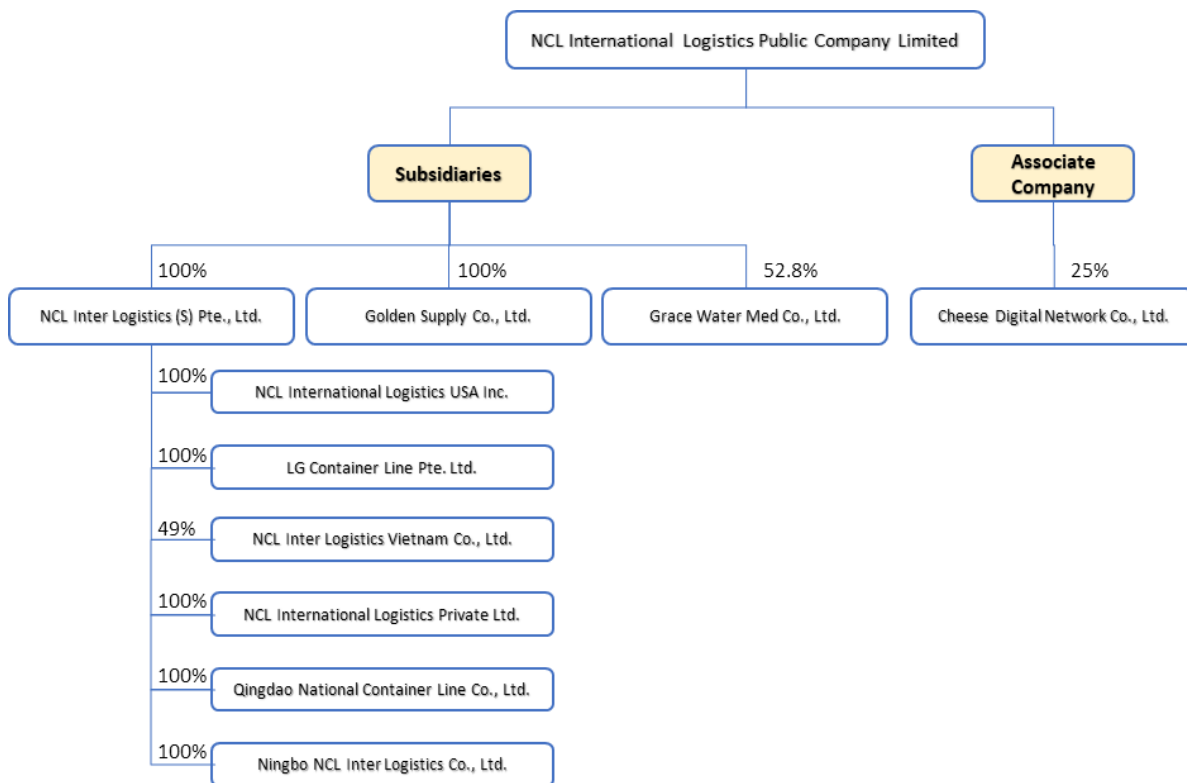 NCL International Logistics Public Company Limited
Subsidiaries
Associate
Company
100%
100%
52.8%
25%
NCL Inter Logistics (S) Pte., Ltd.
Golden Supply Co., Ltd.
Grace Water Med Co., Ltd.
Cheese Digital Network Co., Ltd.
100%
NCL International Logistics USA Inc.
100%
LG Container Line Pte. Ltd.
49%
NCL Inter Logistics Vietnam Co., Ltd.
100%
NCL International Logistics Private Ltd.
100%
Qingdao National Container Line Co., Ltd.
100%
Ningbo NCL Inter Logistics Co., Ltd.